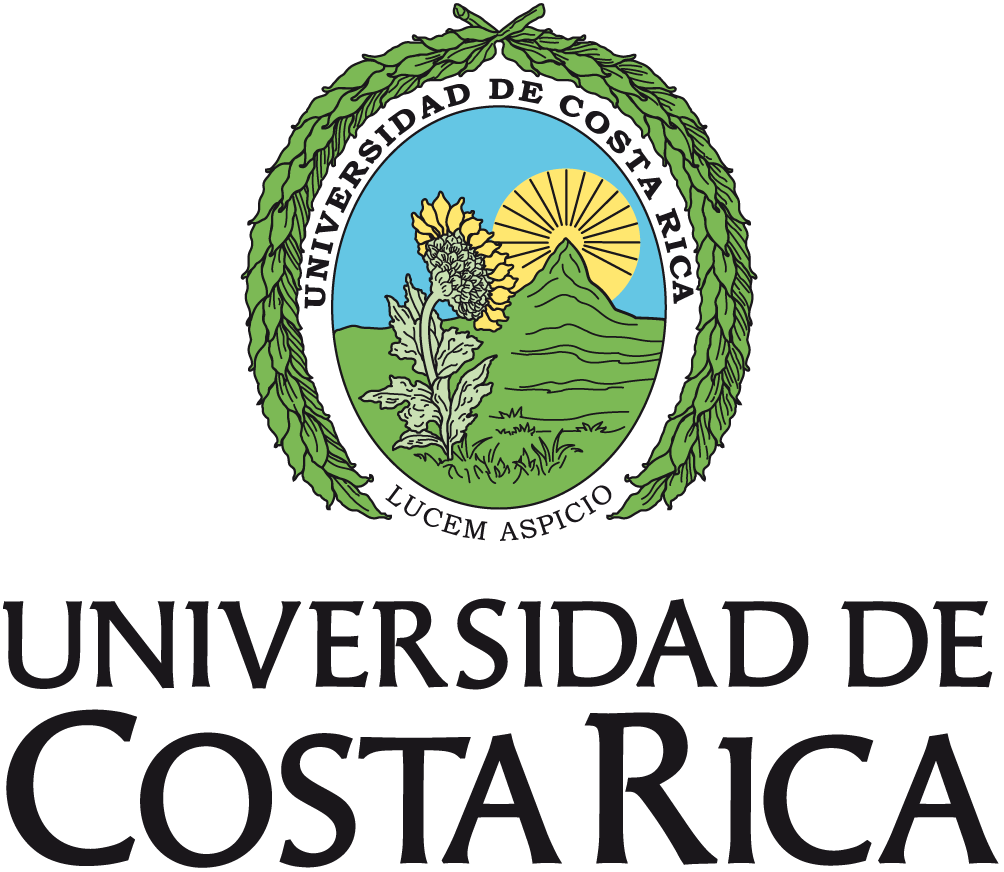 UNIVERSIDAD DE COSTA RICA
LUCEM ASPICIO
UNIVERSIDAD DE
COSTA RICA